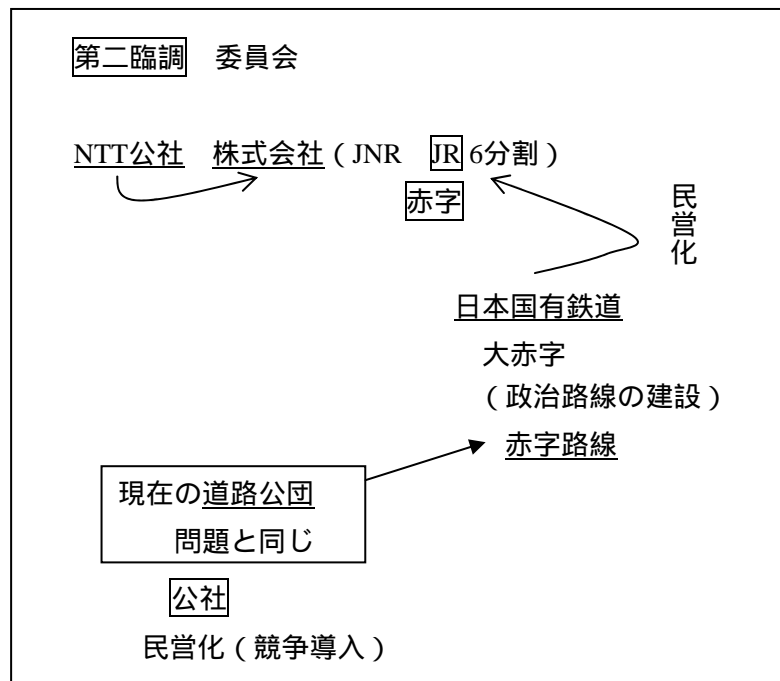 第二臨調　委員会
NTT公社　株式会社（JNR　JR 6分割）
赤字
民営化
日本国有鉄道
大赤字
（政治路線の建設）
赤字路線
現在の道路公団
問題と同じ
公社
民営化（競争導入）